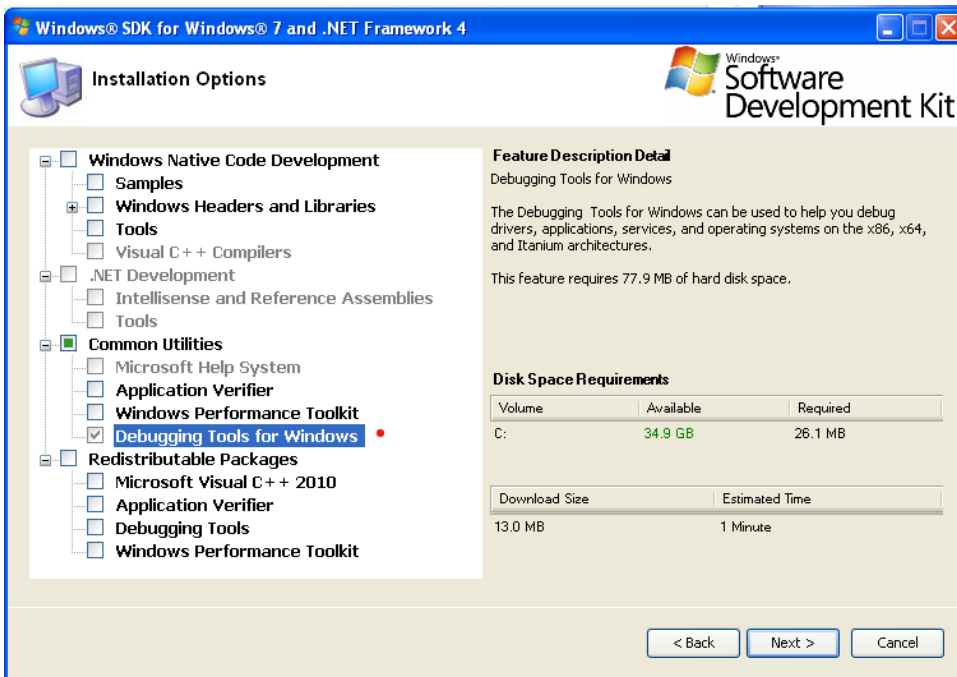 Windows® SDK for Windows® 7 and .NET Framework 4
Installation Options
Windows®
Software
Development Kit
Windows Native Code Development
Samples
Windows Headers and Libraries
Tools
Visual C++ Compilers
.NET Development
Intellisense and Reference Assemblies
Tools
Common Utilities
Microsoft Help System
Application Verifier
Windows Performance Toolkit
Debugging Tools for Windows
Redistributable Packages
Microsoft Visual C++ 2010
Application Verifier
Debugging Tools
Windows Performance Toolkit
Feature Description Detail
Debugging Tools for Windows
The Debugging Tools for Windows can be used to help you debug
drivers, applications, services, and operating systems on the x86, x64,
and Itanium architectures.
This feature requires 77.9 MB of hard disk space.
Disk Space Requirements
Volume Available Required
C: 34.9 GB 26.1 MB
Download Size Estimated Time
13.0 MB 1 Minute
< Back Next > Cancel